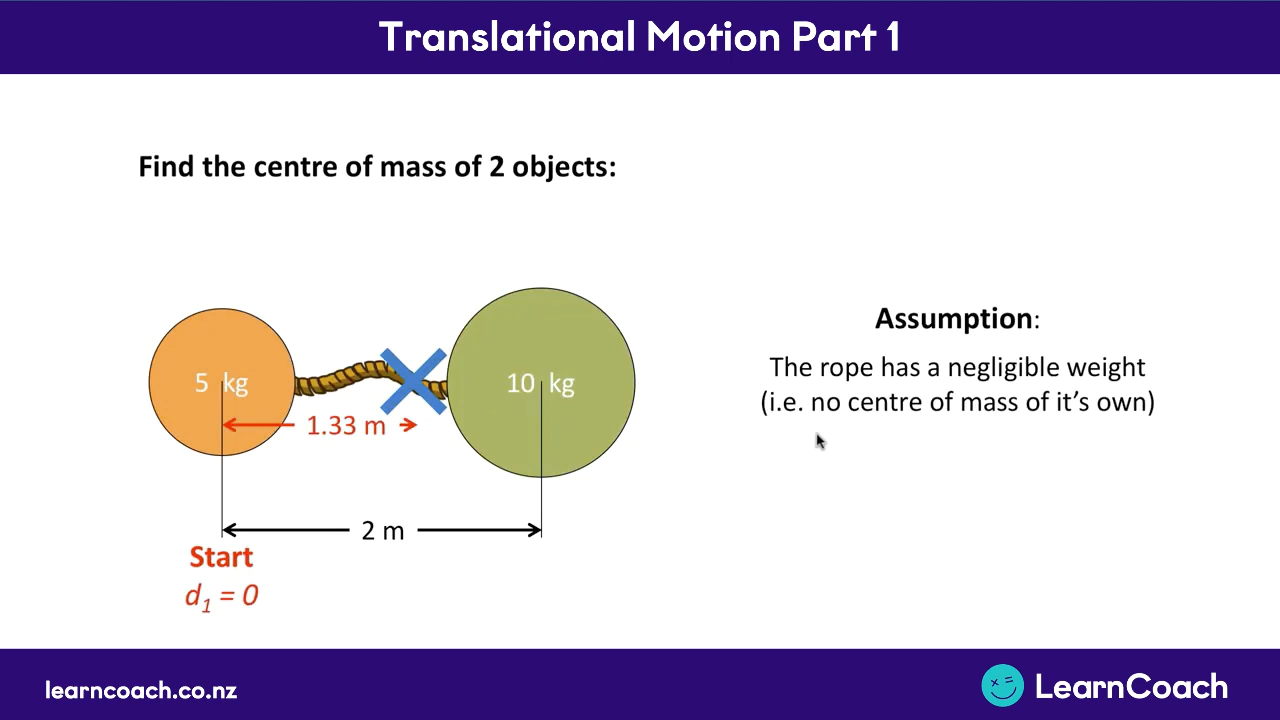 Translational Motion Part 1
Find the centre of mass of 2 objects:
5 kg
10 kg
1.33 m
2 m
Start
d₁ = 0
Assumption:
The rope has a negligible weight
(i.e. no centre of mass of it's own)
learncoach.co.nz
LearnCoach